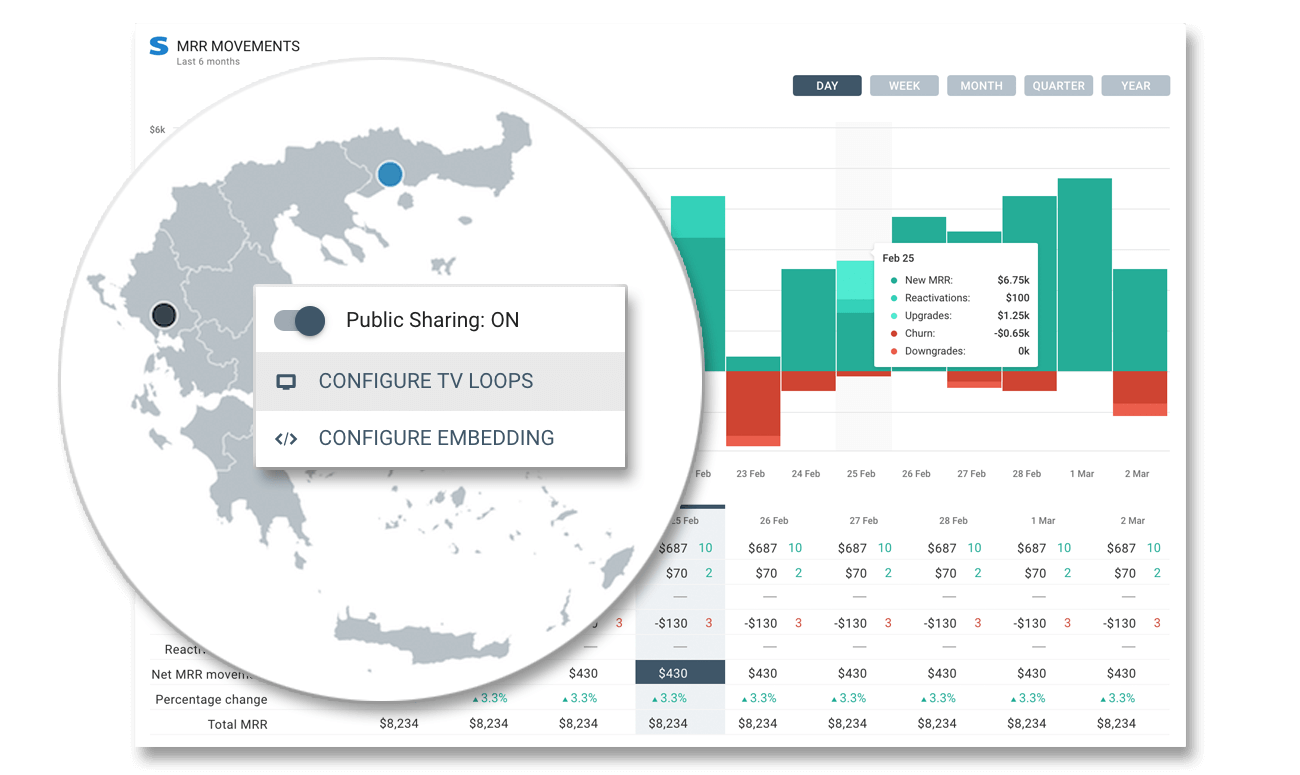 MRR MOVEMENTS
Last 6 months
DAY WEEK MONTH QUARTER YEAR
$6k
Feb 25
New MRR: $6.75k
Reactivations: $100
Upgrades: $1.25k
Churn: -$0.65k
Downgrades: 0k
Public Sharing: ON
CONFIGURE TV LOOPS
</> CONFIGURE EMBEDDING
Feb 23 Feb 24 Feb 25 Feb 26 Feb 27 Feb 28 Feb 1 Mar 2 Mar
5 Feb 26 Feb 27 Feb 28 Feb 1 Mar 2 Mar
$687 10 $687 10 $687 10 $687 10 $687 10 $687 10
$70 2 $70 2 $70 2 $70 2 $70 2 $70 2
— — — — — —
3 -$130 3 -$130 3 -$130 3 -$130 3 -$130 3 -$130 3
— — — — — — —
Net MRR $430 $430 $430 $430 $430 $430 $430
Percentage change ▲3.3% ▲3.3% ▲3.3% ▲3.3% ▲3.3% ▲3.3% ▲3.3% ▲3.3%
Total MRR $8,234 $8,234 $8,234 $8,234 $8,234 $8,234 $8,234 $8,234 $8,234